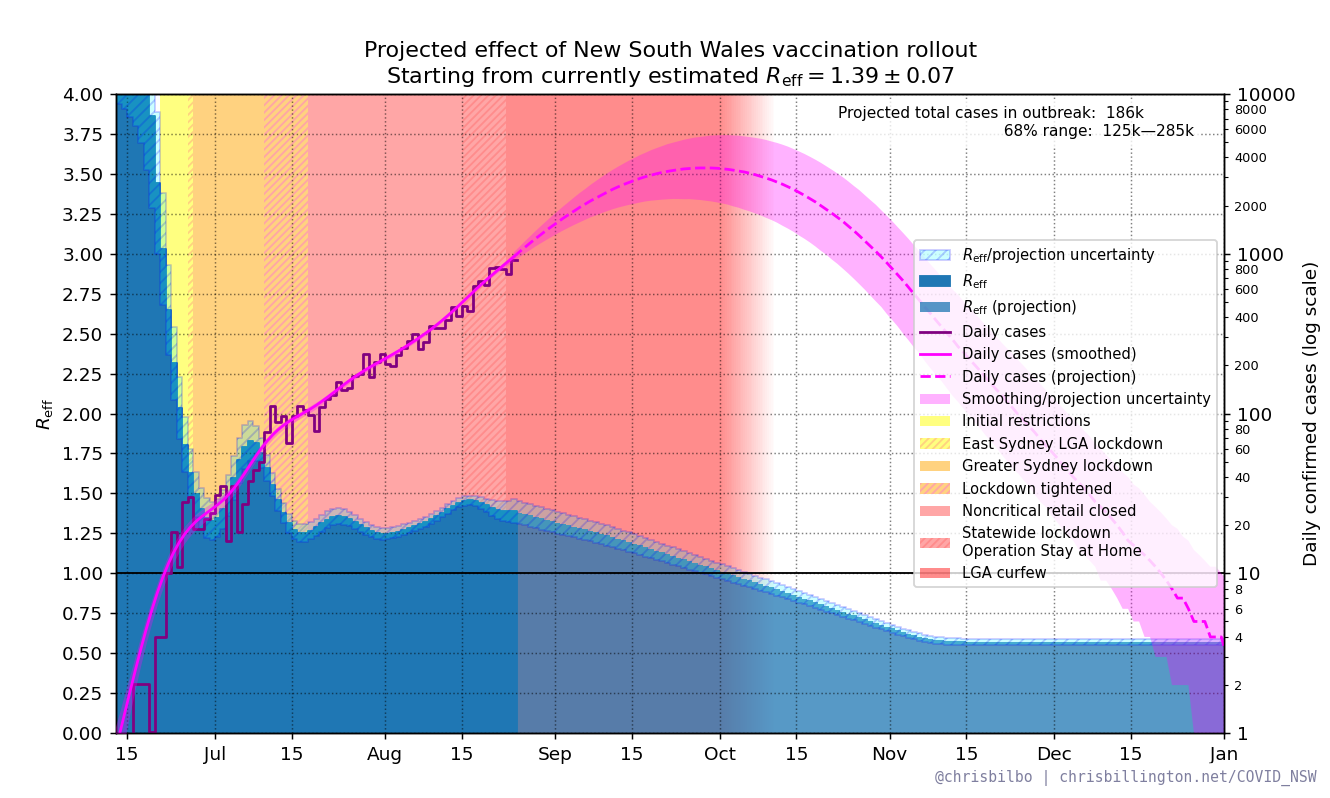 Projected effect of New South Wales vaccination rollout
Starting from currently estimated Reff = 1.39 ± 0.07
Projected total cases in outbreak: 186k
68% range: 125k—285k
4.00
3.75
3.50
3.25
3.00
2.75
2.50
2.25
2.00
1.75
1.50
1.25
1.00
0.75
0.50
0.25
0.00
Reff
10000
8000
6000
4000
2000
1000
800
600
400
200
100
80
60
40
20
10
8
6
4
2
1
Daily confirmed cases (log scale)
Reff/projection uncertainty
Reff
Reff (projection)
Daily cases
Daily cases (smoothed)
Daily cases (projection)
Smoothing/projection uncertainty
Initial restrictions
East Sydney LGA lockdown
Greater Sydney lockdown
Lockdown tightened
Noncritical retail closed
Statewide lockdown
Operation Stay at Home
LGA curfew
15 Jul 15 Aug 15 Sep 15 Oct 15 Nov 15 Dec 15 Jan
@chrisbilbo | chrisbillington.net/COVID_NSW